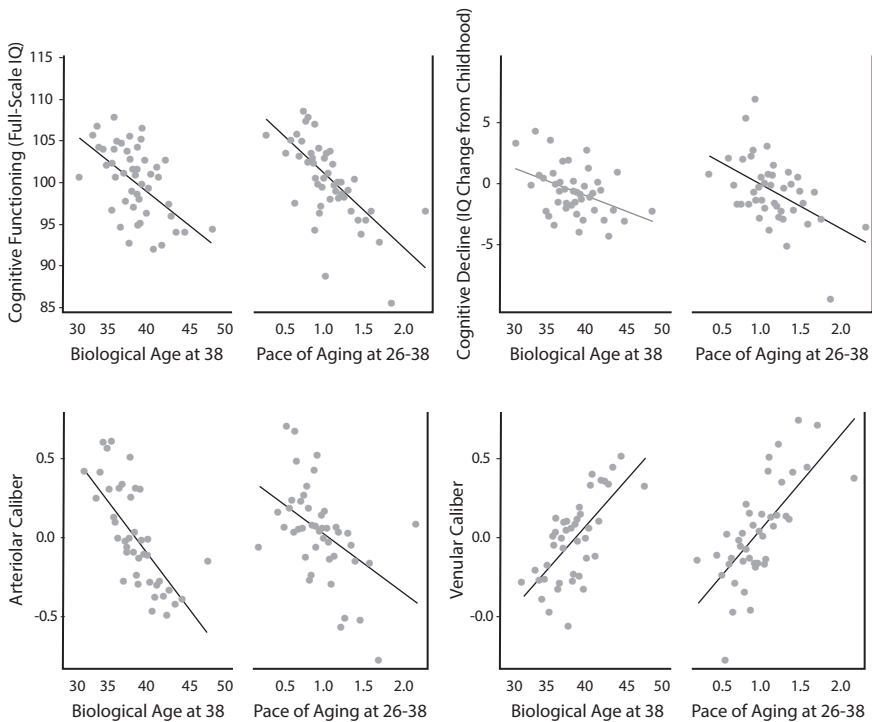 Cognitive Functioning (Full-Scale IQ)
115
110
105
100
95
90
85
30 35 40 45 50
Biological Age at 38
0.5 1.0 1.5 2.0
Pace of Aging at 26-38
Cognitive Decline (IQ Change from Childhood)
5
0
-5
30 35 40 45 50
Biological Age at 38
0.5 1.0 1.5 2.0
Pace of Aging at 26-38
Arteriolar Caliber
0.5
0.0
-0.5
30 35 40 45 50
Biological Age at 38
0.5 1.0 1.5 2.0
Pace of Aging at 26-38
Venular Caliber
0.5
0.0
-0.0
30 35 40 45 50
Biological Age at 38
0.5 1.0 1.5 2.0
Pace of Aging at 26-38